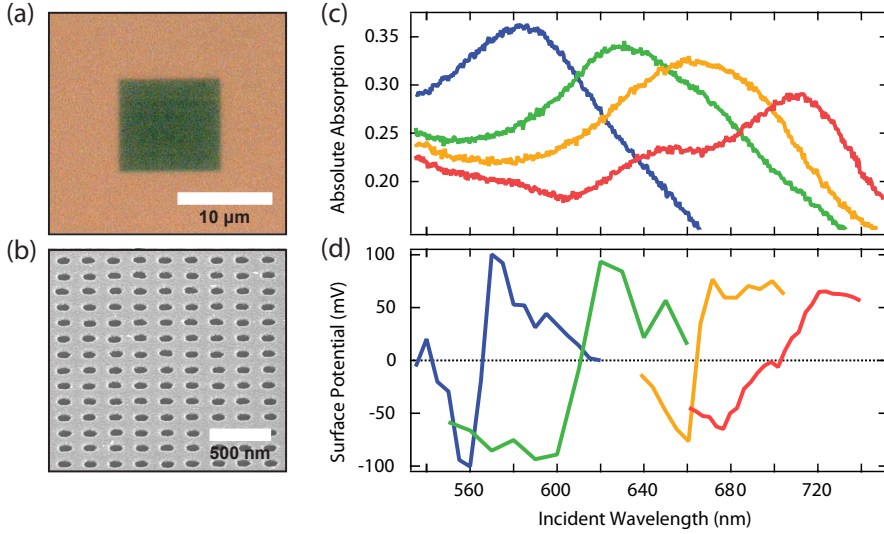 (a)
10 µm
(b)
500 nm
(c)
Absolute Absorption
0.35
0.30
0.25
0.20
(d)
Surface Potential (mV)
100
50
0
-50
-100
560 600 640 680 720
Incident Wavelength (nm)